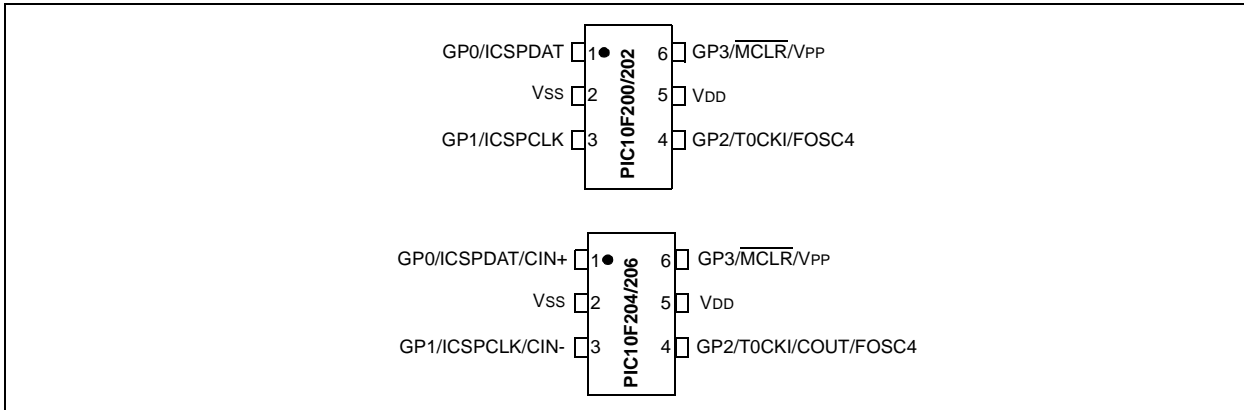 GP0/ICSPDAT 1 6 GP3/MCLR/VPP
VSS 2 5 VDD
GP1/ICSPCLK 3 4 GP2/T0CKI/FOSC4
PIC10F200/202
GP0/ICSPDAT/CIN+ 1 6 GP3/MCLR/VPP
VSS 2 5 VDD
GP1/ICSPCLK/CIN- 3 4 GP2/T0CKI/COUT/FOSC4
PIC10F204/206